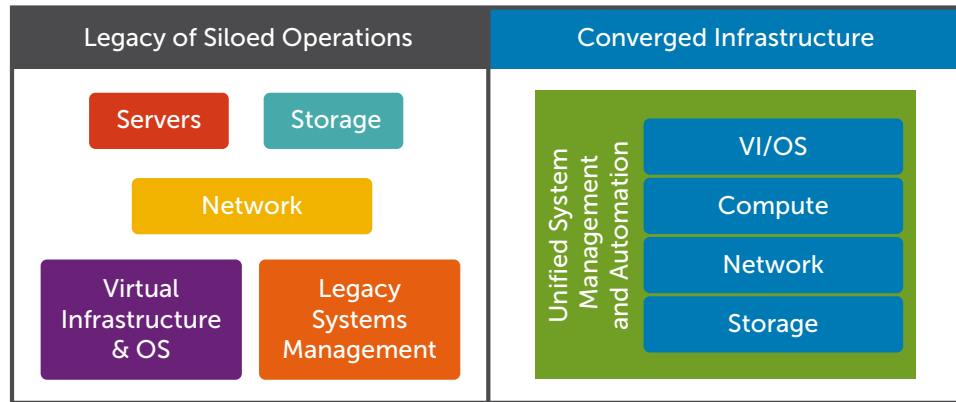 Legacy of Siloed Operations
Servers
Storage
Network
Virtual
Infrastructure
& OS
Legacy
Systems
Management
Converged Infrastructure
Unified System
Management
and Automation
VI/OS
Compute
Network
Storage